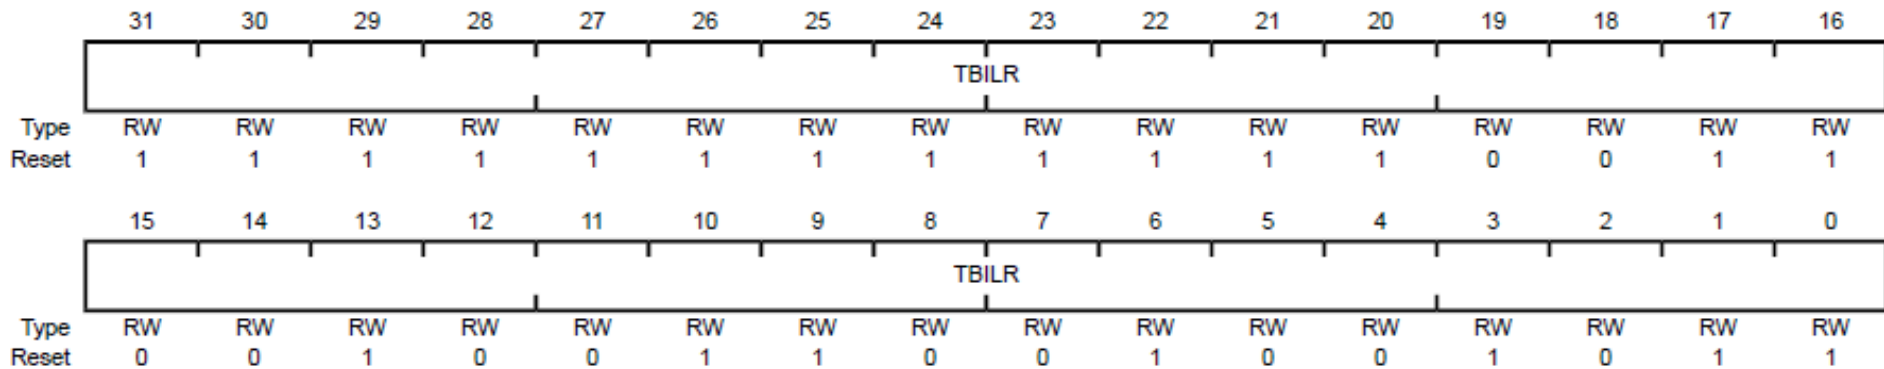 31 30 29 28 27 26 25 24 23 22 21 20 19 18 17 16
TBILR
Type RW RW RW RW RW RW RW RW RW RW RW RW RW RW RW RW
Reset 1 1 1 1 1 1 1 1 1 1 1 1 0 0 1 1
15 14 13 12 11 10 9 8 7 6 5 4 3 2 1 0
TBILR
Type RW RW RW RW RW RW RW RW RW RW RW RW RW RW RW RW
Reset 0 0 1 0 0 1 1 0 0 1 0 0 1 0 1 1